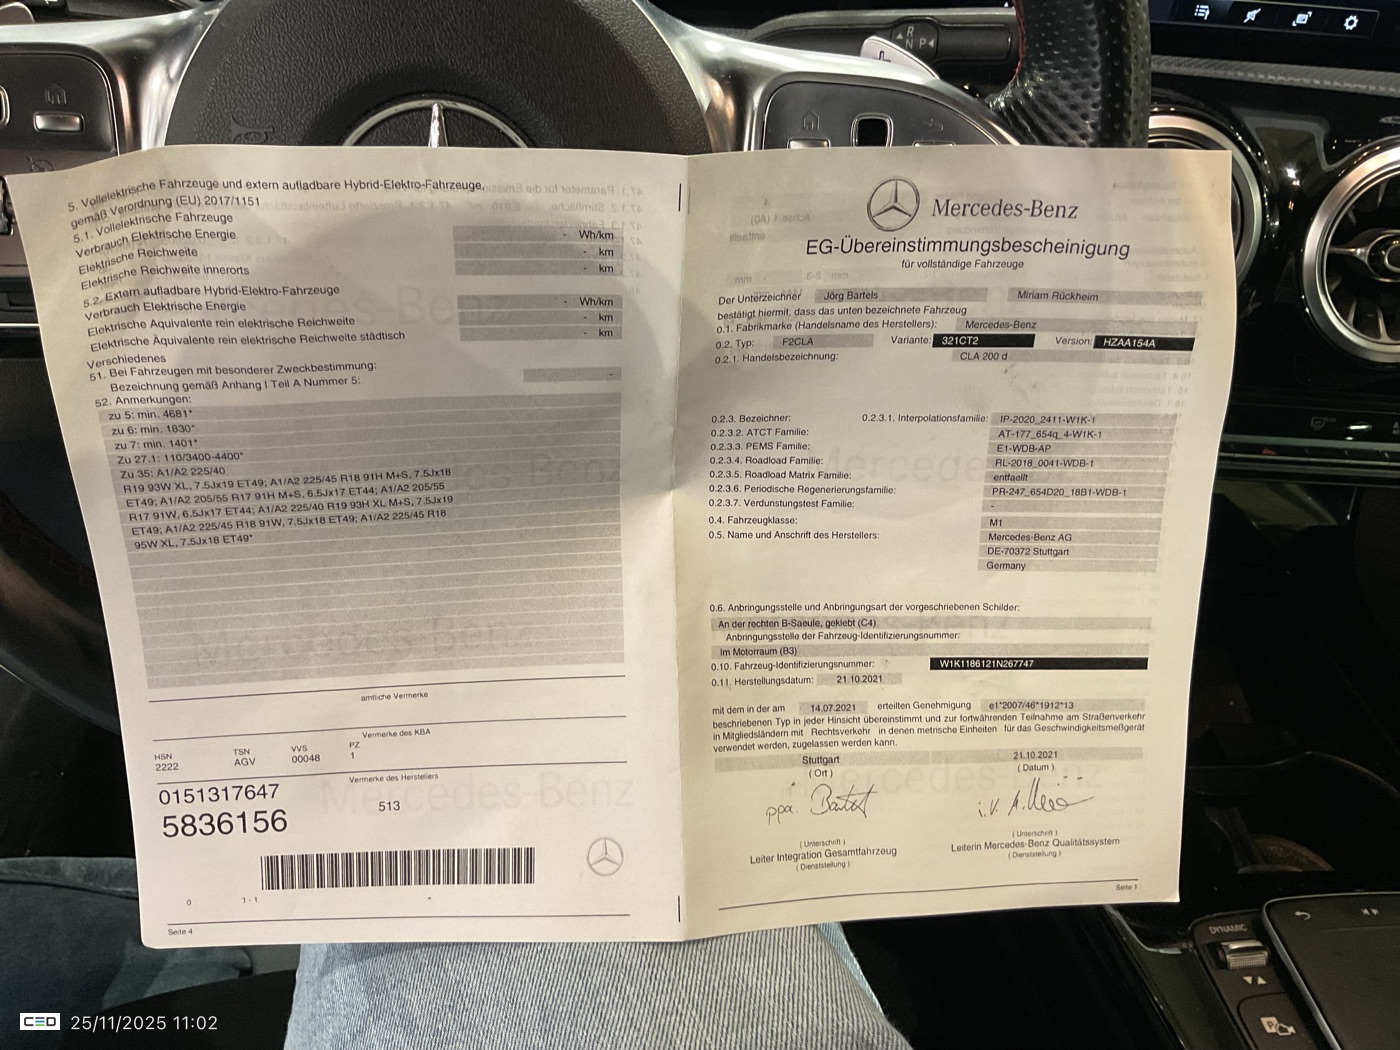 R
N P
5. Vollelektrische Fahrzeuge und extern aufladbare Hybrid-Elektro-Fahrzeuge,
gemäß Verordnung (EU) 2017/1151
5.1. Vollelektrische Fahrzeuge
Verbrauch Elektrische Energie - Wh/km
Elektrische Reichweite - km
Elektrische Reichweite innerorts - km
5.2. Extern aufladbare Hybrid-Elektro-Fahrzeuge
Verbrauch Elektrische Energie - Wh/km
Elektrische Äquivalente rein elektrische Reichweite - km
Elektrische Äquivalente rein elektrische Reichweite städtisch - km
Verschiedenes
51. Bei Fahrzeugen mit besonderer Zweckbestimmung:
Bezeichnung gemäß Anhang I Teil A Nummer 5: -
52. Anmerkungen:
zu 5: min. 4681*
zu 6: min. 1830*
zu 7: min. 1401*
Zu 27.1: 110/3400-4400*
Zu 35: A1/A2 225/40
R19 93W XL, 7.5Jx19 ET49; A1/A2 225/45 R18 91H M+S, 7.5Jx18
ET49; A1/A2 205/55 R17 91H M+S, 6.5Jx17 ET44; A1/A2 205/55
R17 91W, 6.5Jx17 ET44; A1/A2 225/40 R19 93H XL M+S, 7.5Jx19
ET49; A1/A2 225/45 R18 91W, 7.5Jx18 ET49; A1/A2 225/45 R18
95W XL, 7.5Jx18 ET49*
amtliche Vermerke
Vermerke des KBA
HSN TSN VVS PZ
2222 AGV 00048 1
Vermerke des Herstellers
0151317647
513
5836156
0 1 - 1 -
Seite 4
Mercedes-Benz
EG-Übereinstimmungsbescheinigung
für vollständige Fahrzeuge
Der Unterzeichner Jörg Bartels Miriam Rückheim
bestätigt hiermit, dass das unten bezeichnete Fahrzeug
0.1. Fabrikmarke (Handelsname des Herstellers): Mercedes-Benz
0.2. Typ: F2CLA Variante: 321CT2 Version: HZAA154A
0.2.1. Handelsbezeichnung: CLA 200 d
0.2.3. Bezeichner: 0.2.3.1. Interpolationsfamilie: IP-2020_2411-W1K-1
0.2.3.2. ATCT Familie: AT-177_654q_4-W1K-1
0.2.3.3. PEMS Familie: E1-WDB-AP
0.2.3.4. Roadload Familie: RL-2018_0041-WDB-1
0.2.3.5. Roadload Matrix Familie: entfaellt
0.2.3.6. Periodische Regenerierungsfamilie: PR-247_654D20_18B1-WDB-1
0.2.3.7. Verdunstungstest Familie: -
0.4. Fahrzeugklasse: M1
0.5. Name und Anschrift des Herstellers: Mercedes-Benz AG
DE-70372 Stuttgart
Germany
0.6. Anbringungsstelle und Anbringungsart der vorgeschriebenen Schilder:
An der rechten B-Saeule, geklebt (C4)
Anbringungsstelle der Fahrzeug-Identifizierungsnummer:
Im Motorraum (B3)
0.10. Fahrzeug-Identifizierungsnummer: W1K1186121N267747
0.11. Herstellungsdatum: 21.10.2021
mit dem in der am 14.07.2021 erteilten Genehmigung e1*2007/46*1912*13
beschriebenen Typ in jeder Hinsicht übereinstimmt und zur fortwährenden Teilnahme am Straßenverkehr
in Mitgliedsländern mit Rechtsverkehr in denen metrische Einheiten für das Geschwindigkeitsmeßgerät
verwendet werden, zugelassen werden kann.
Stuttgart 21.10.2021
( Ort ) ( Datum )
ppa. i.V.
( Unterschrift ) ( Unterschrift )
Leiter Integration Gesamtfahrzeug Leiterin Mercedes-Benz Qualitätssystem
( Dienststellung ) ( Dienststellung )
Seite 1
DYNAMIC
P
CED 25/11/2025 11:02